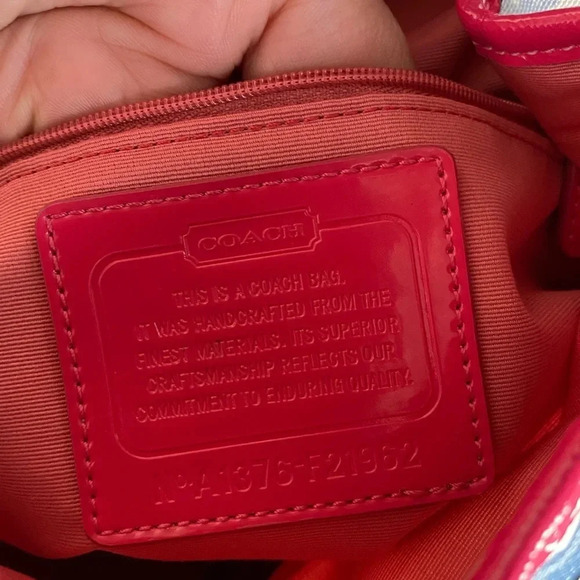 COACH
THIS IS A COACH BAG.
IT WAS HANDCRAFTED FROM THE
FINEST MATERIALS. ITS SUPERIOR
CRAFTSMANSHIP REFLECTS OUR
COMMITMENT TO ENDURING QUALITY.
Nº A1376-F21962